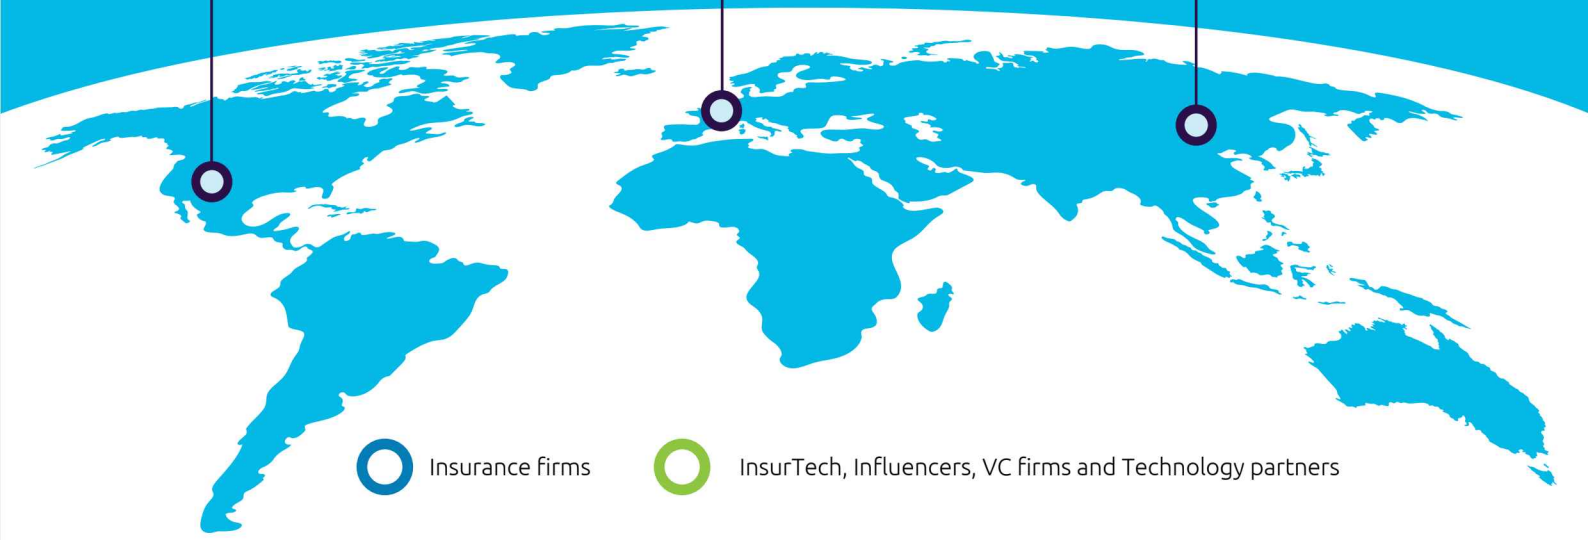 Insurance firms
InsurTech, Influencers, VC firms and Technology partners